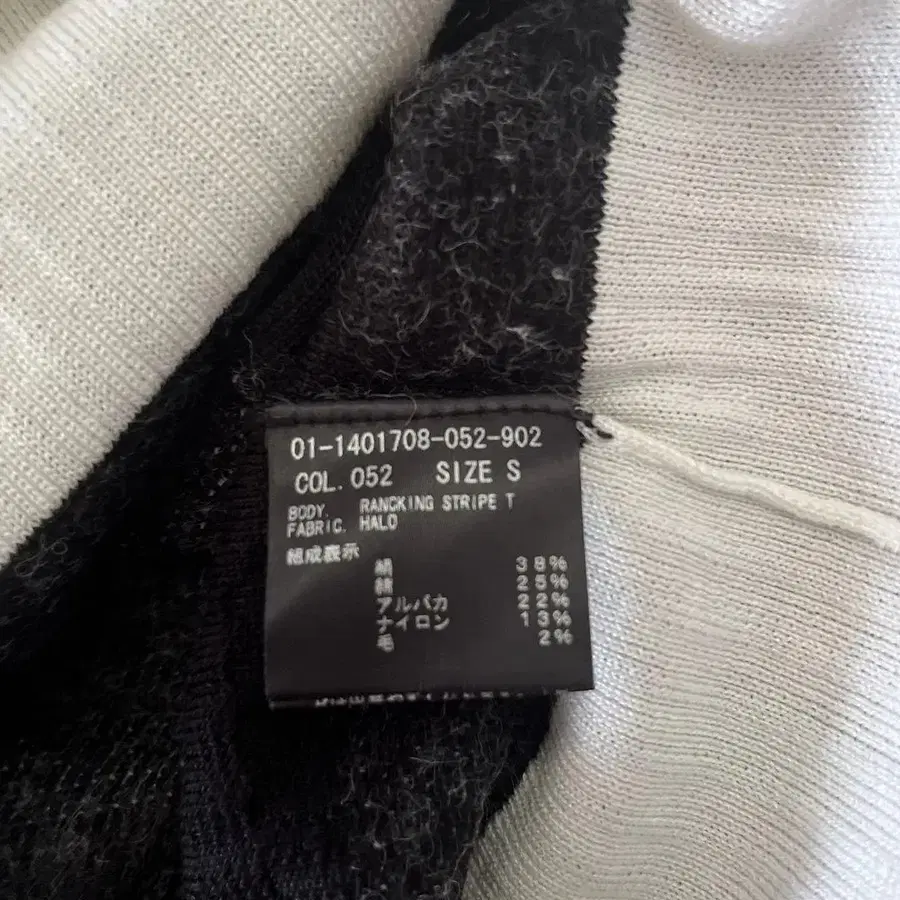 01-1401708-052-902
COL. 052 SIZE S
BODY. RANCKING STRIPE T
FABRIC. HALO
組成表示
絹 38%
綿 25%
アルパカ 22%
ナイロン 13%
毛 2%